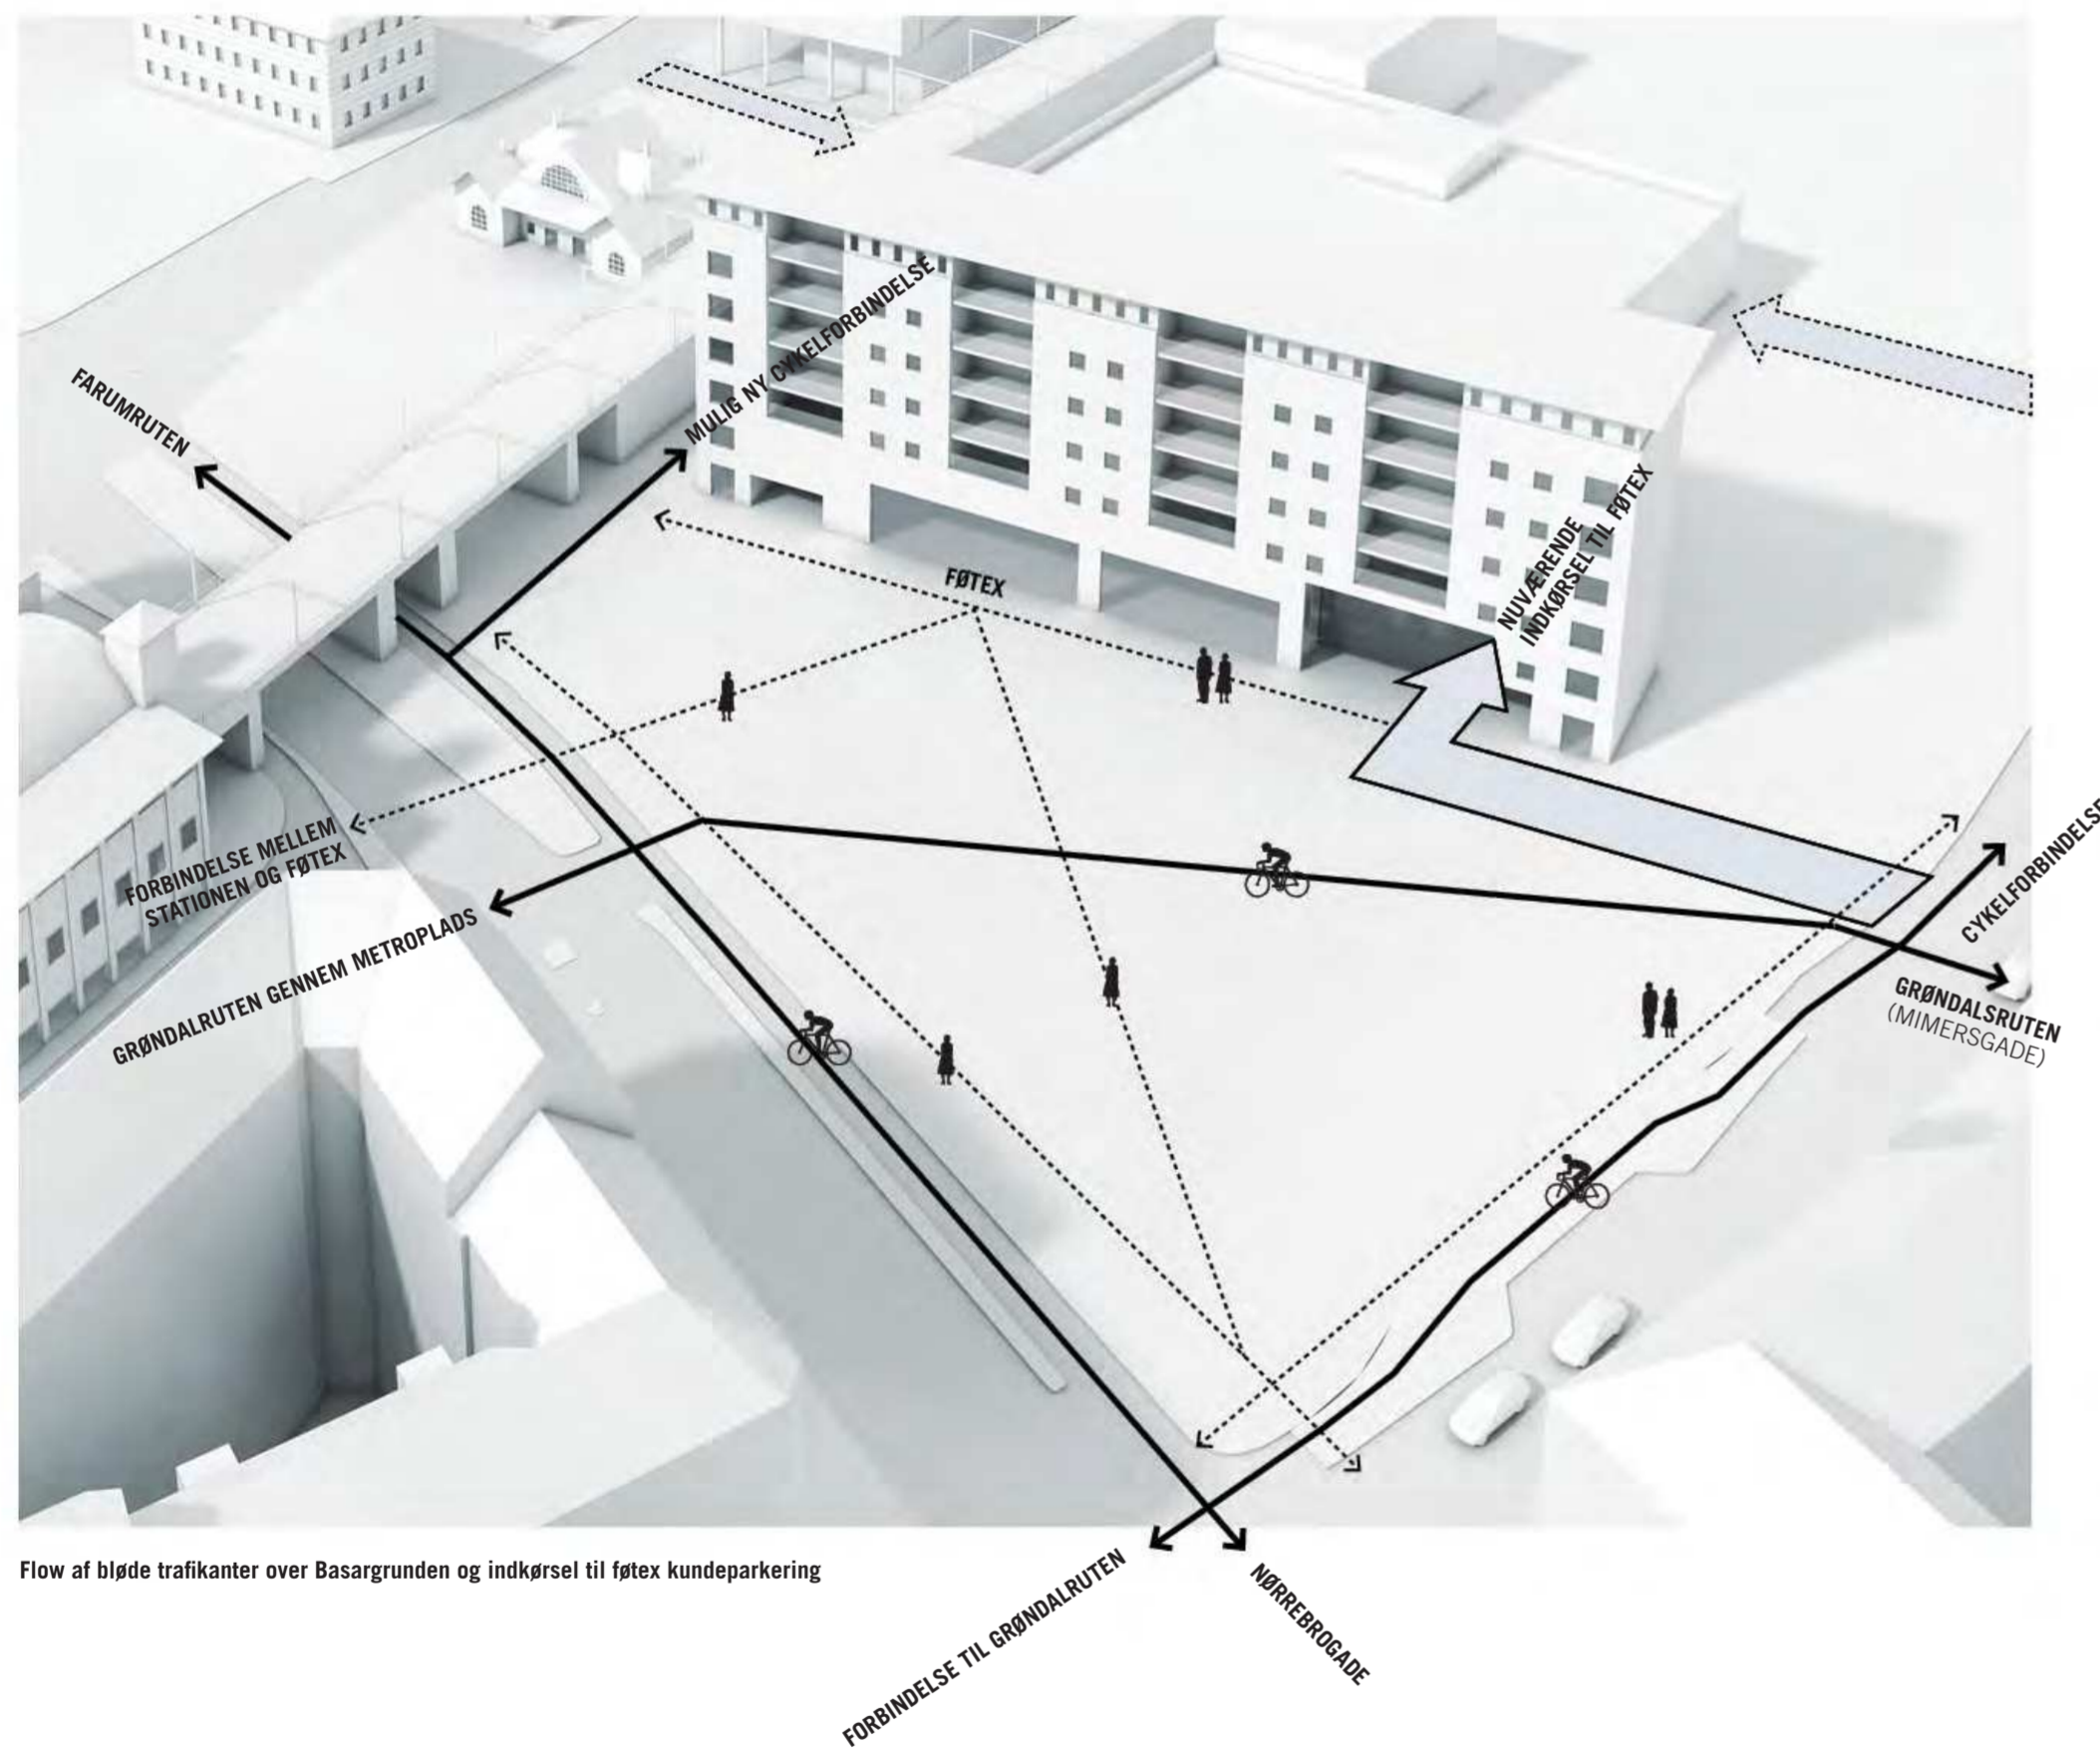 MULIG NY CYKELFORBINDELSE
FARUMRUTEN
FØTEX
NUVÆRENDE
INDKØRSEL TIL FØTEX
FORBINDELSE MELLEM
STATIONEN OG FØTEX
GRØNDALRUTEN GENNEM METROPLADS
CYKELFORBINDELSE
GRØNDALSRUTEN
(MIMERSGADE)
Flow af bløde trafikanter over Basargrunden og indkørsel til føtex kundeparkering
FORBINDELSE TIL GRØNDALRUTEN
NØRREBROGADE